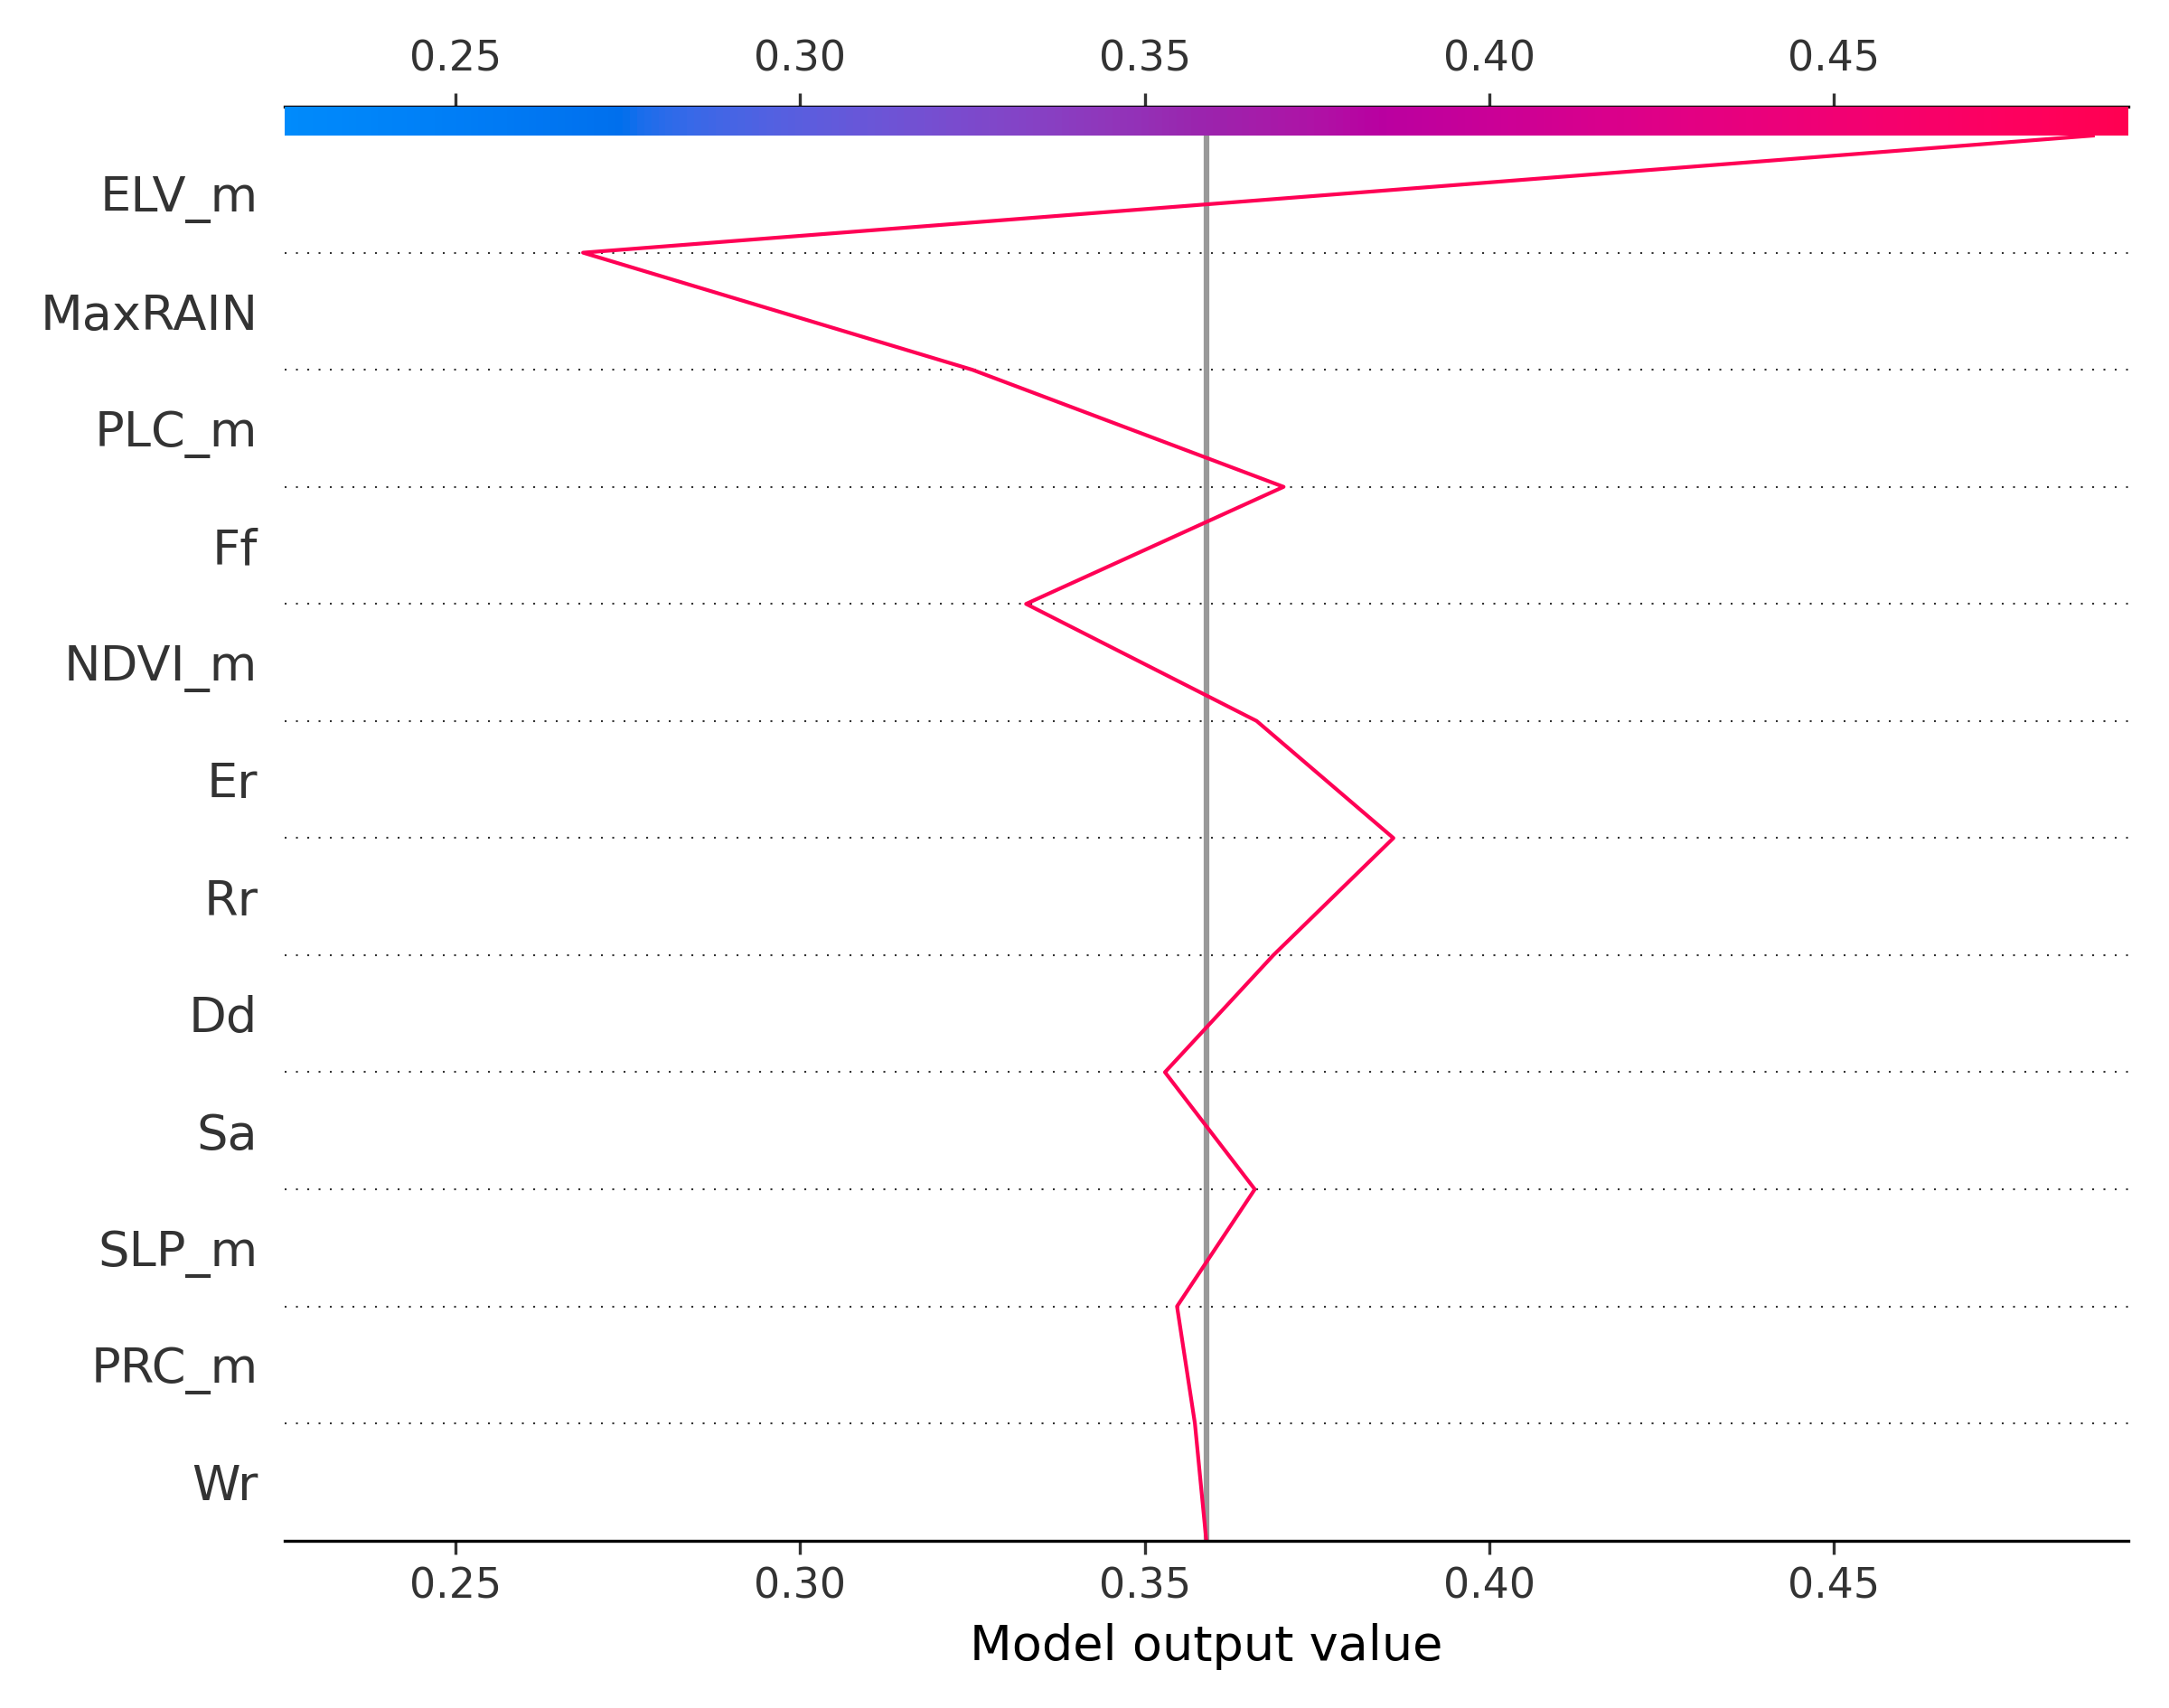 0.25 0.30 0.35 0.40 0.45
ELV_m
MaxRAIN
PLC_m
Ff
NDVI_m
Er
Rr
Dd
Sa
SLP_m
PRC_m
Wr
0.25 0.30 0.35 0.40 0.45
Model output value